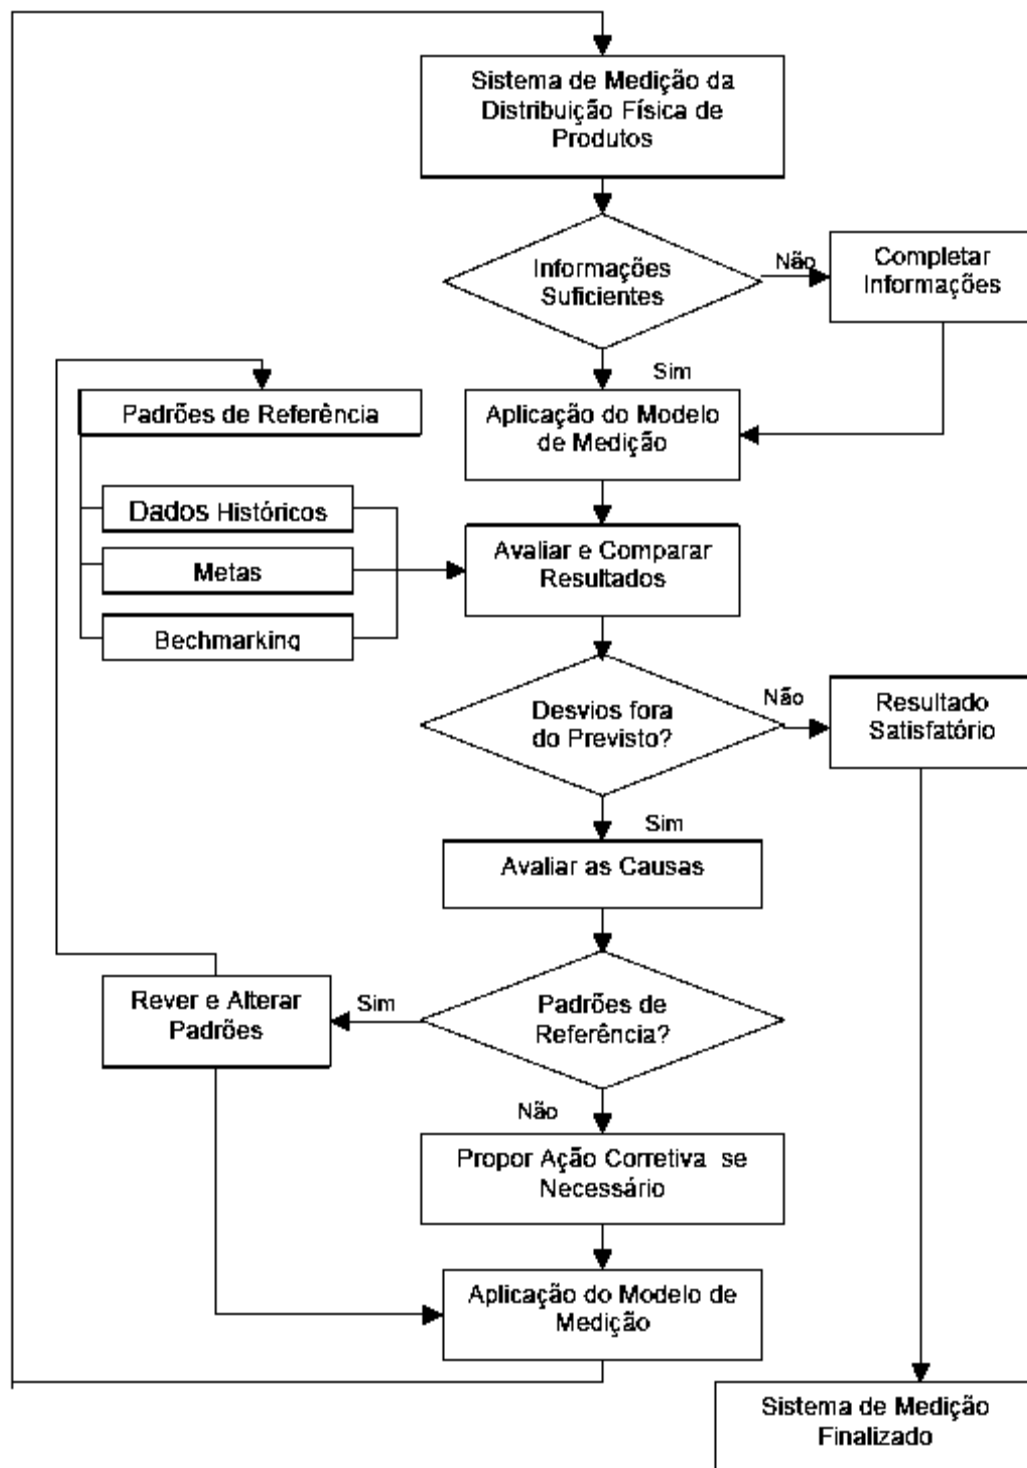 Sistema de Medição da
Distribuição Física de
Produtos
Informações
Suficientes
Não
Completar
Informações
Sim
Padrões de Referência
Aplicação do Modelo
de Medição
Dados Históricos
Metas
Bechmarking
Avaliar e Comparar
Resultados
Desvios fora
do Previsto?
Não
Resultado
Satisfatório
Sim
Avaliar as Causas
Rever e Alterar
Padrões
Sim
Padrões de
Referência?
Não
Propor Ação Corretiva se
Necessário
Aplicação do Modelo de
Medição
Sistema de Medição
Finalizado